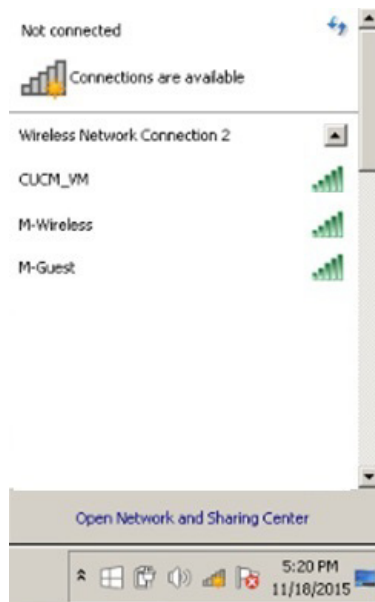 Not connected
Connections are available
Wireless Network Connection 2
CUCM_VM
M-Wireless
M-Guest
Open Network and Sharing Center
5:20 PM
11/18/2015